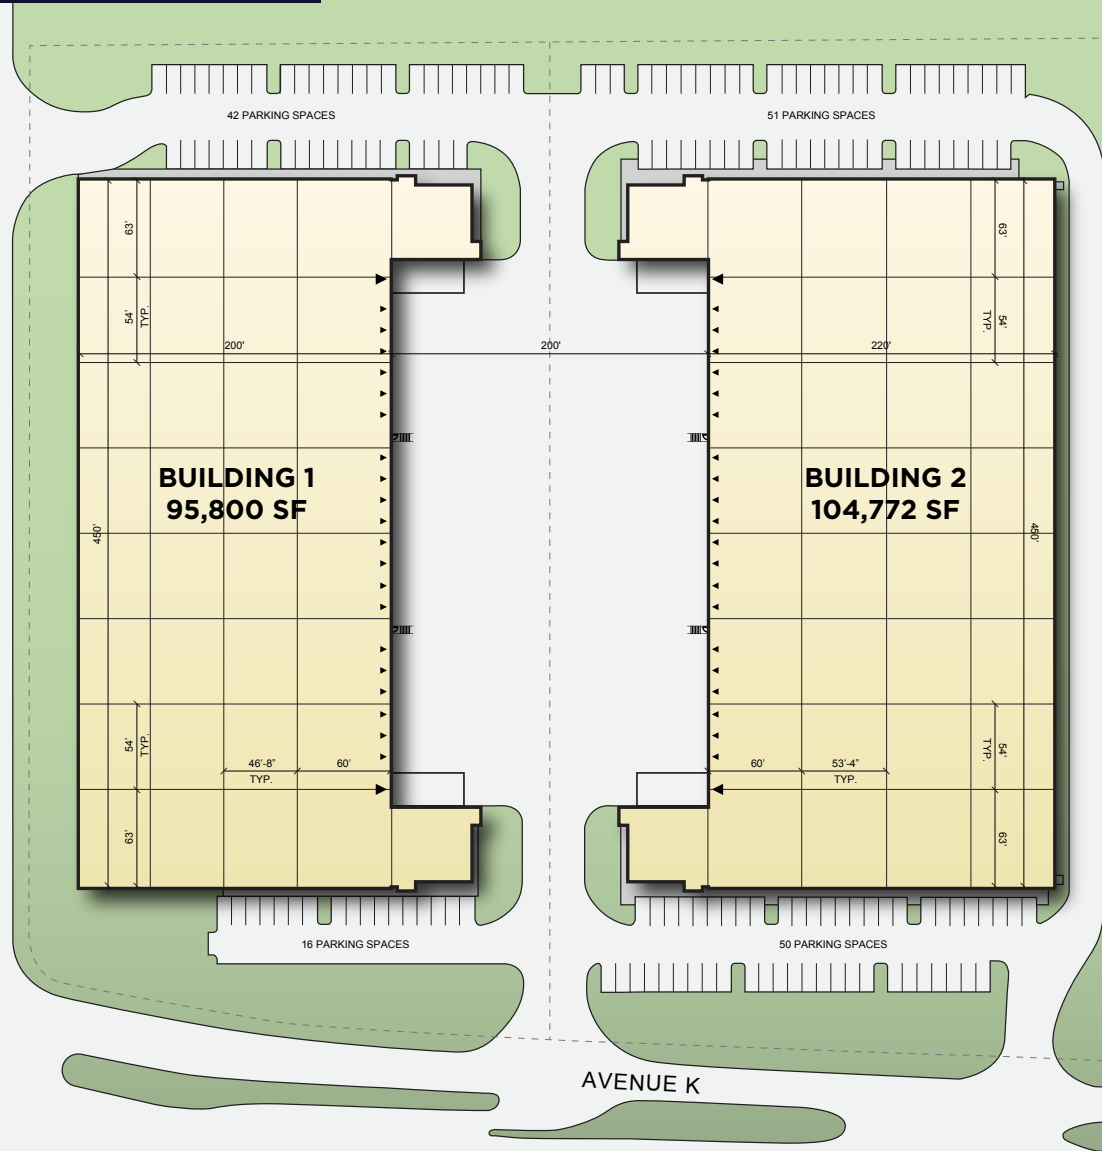 42 PARKING SPACES
51 PARKING SPACES
63'
63'
54'
TYP.
TYP.
54'
200'
200'
220'
BUILDING 1
95,800 SF
BUILDING 2
104,772 SF
450'
450'
54'
TYP.
TYP.
54'
46'-8"
60'
60'
53'-4"
TYP.
TYP.
63'
63'
16 PARKING SPACES
50 PARKING SPACES
AVENUE K